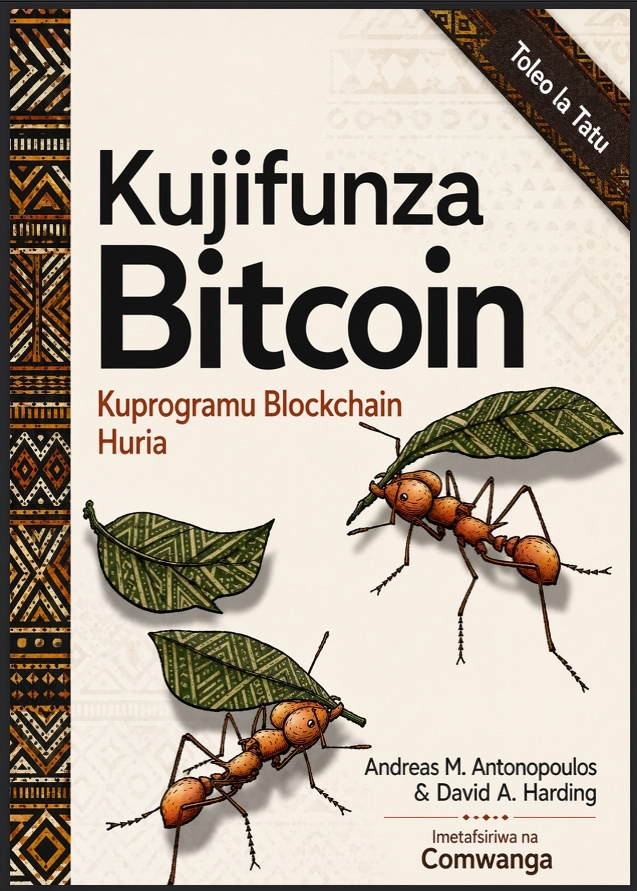 Toleo la Tatu
Kujifunza
Bitcoin
Kuprogramu Blockchain
Huria
Andreas M. Antonopoulos
& David A. Harding
Imetafsiriwa na
Comwanga